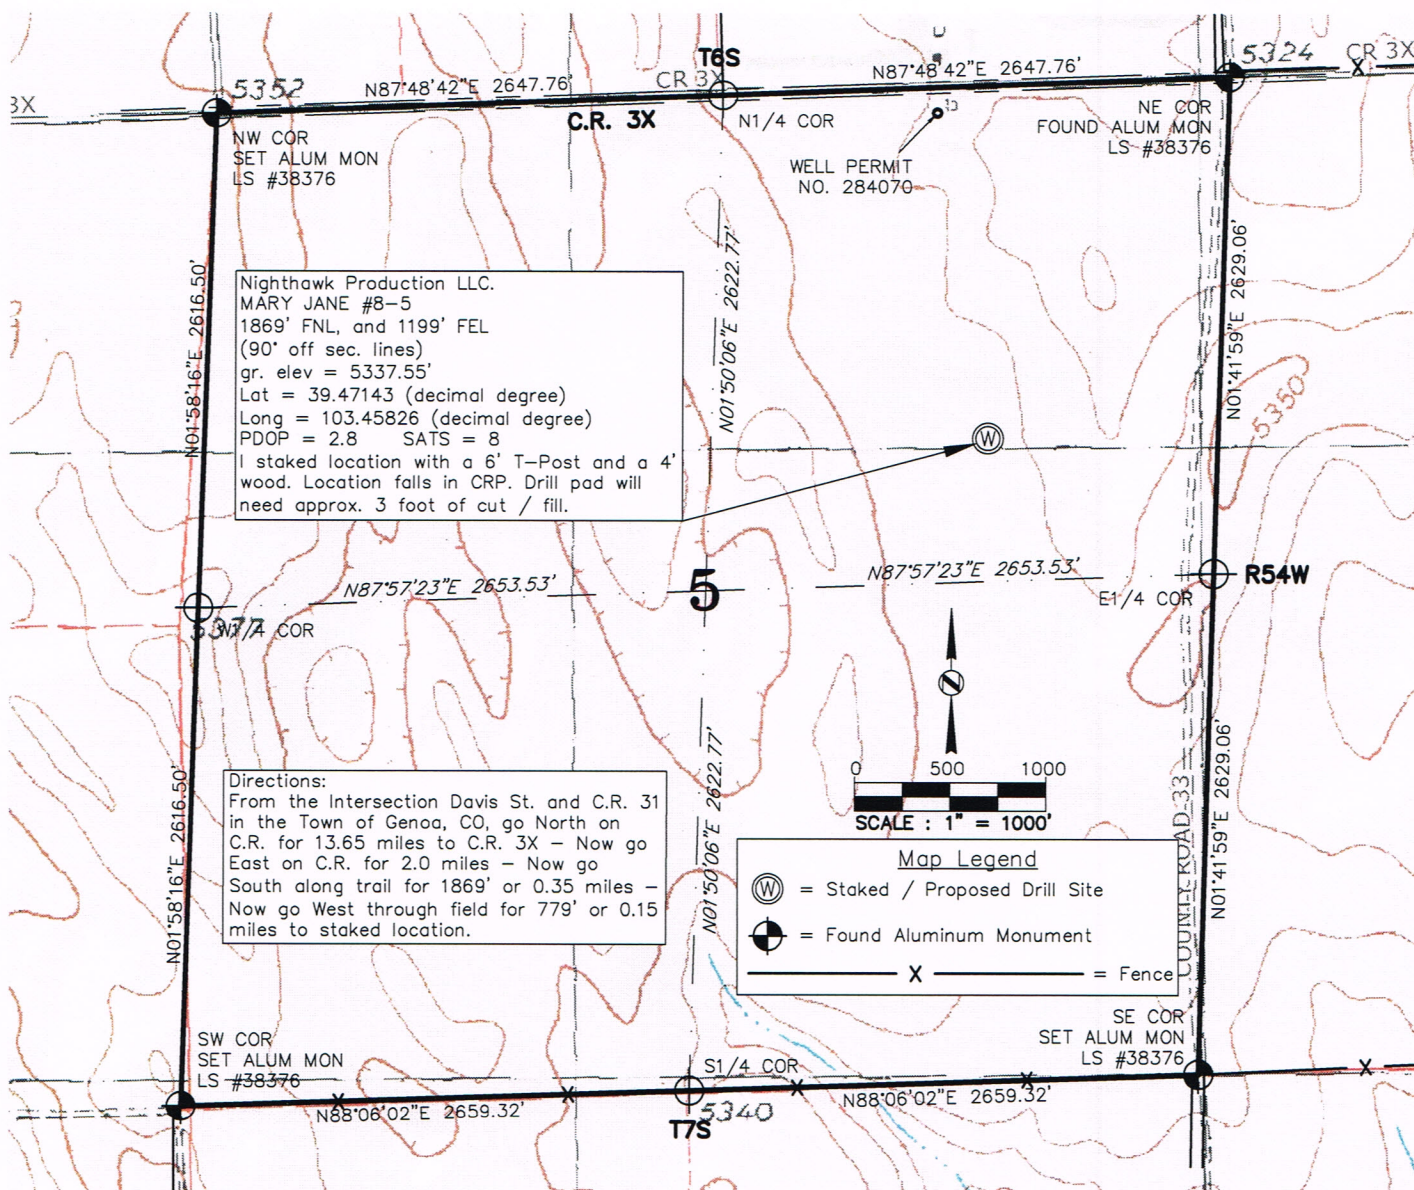 T6S
5352
N87°48'42"E 2647.76'
CR 3X
N87°48'42"E 2647.76'
5324
CR 3X
3X
C.R. 3X
N1/4 COR
NW COR
SET ALUM MON
LS #38376
NE COR
FOUND ALUM MON
LS #38376
WELL PERMIT
NO. 284070
N01°58'16"E 2616.50'
N01°50'06"E 2622.77'
N01°41'59"E 2629.06'
Nighthawk Production LLC.
MARY JANE #8-5
1869' FNL, and 1199' FEL
(90° off sec. lines)
gr. elev = 5337.55'
Lat = 39.47143 (decimal degree)
Long = 103.45826 (decimal degree)
PDOP = 2.8 SATS = 8
I staked location with a 6' T-Post and a 4'
wood. Location falls in CRP. Drill pad will
need approx. 3 foot of cut / fill.
W
5350
N87°57'23"E 2653.53'
5
N87°57'23"E 2653.53'
R54W
E1/4 COR
5377
W1/4 COR
N
0 500 1000
SCALE : 1" = 1000'
N01°58'16"E 2616.50'
N01°50'06"E 2622.77'
N01°41'59"E 2629.06'
COUNTY ROAD 33
Directions:
From the Intersection Davis St. and C.R. 31
in the Town of Genoa, CO, go North on
C.R. for 13.65 miles to C.R. 3X - Now go
East on C.R. for 2.0 miles - Now go
South along trail for 1869' or 0.35 miles -
Now go West through field for 779' or 0.15
miles to staked location.
Map Legend
W = Staked / Proposed Drill Site
= Found Aluminum Monument
X = Fence
SW COR
SET ALUM MON
LS #38376
S1/4 COR
SE COR
SET ALUM MON
LS #38376
N88°06'02"E 2659.32'
5340
N88°06'02"E 2659.32'
T7S